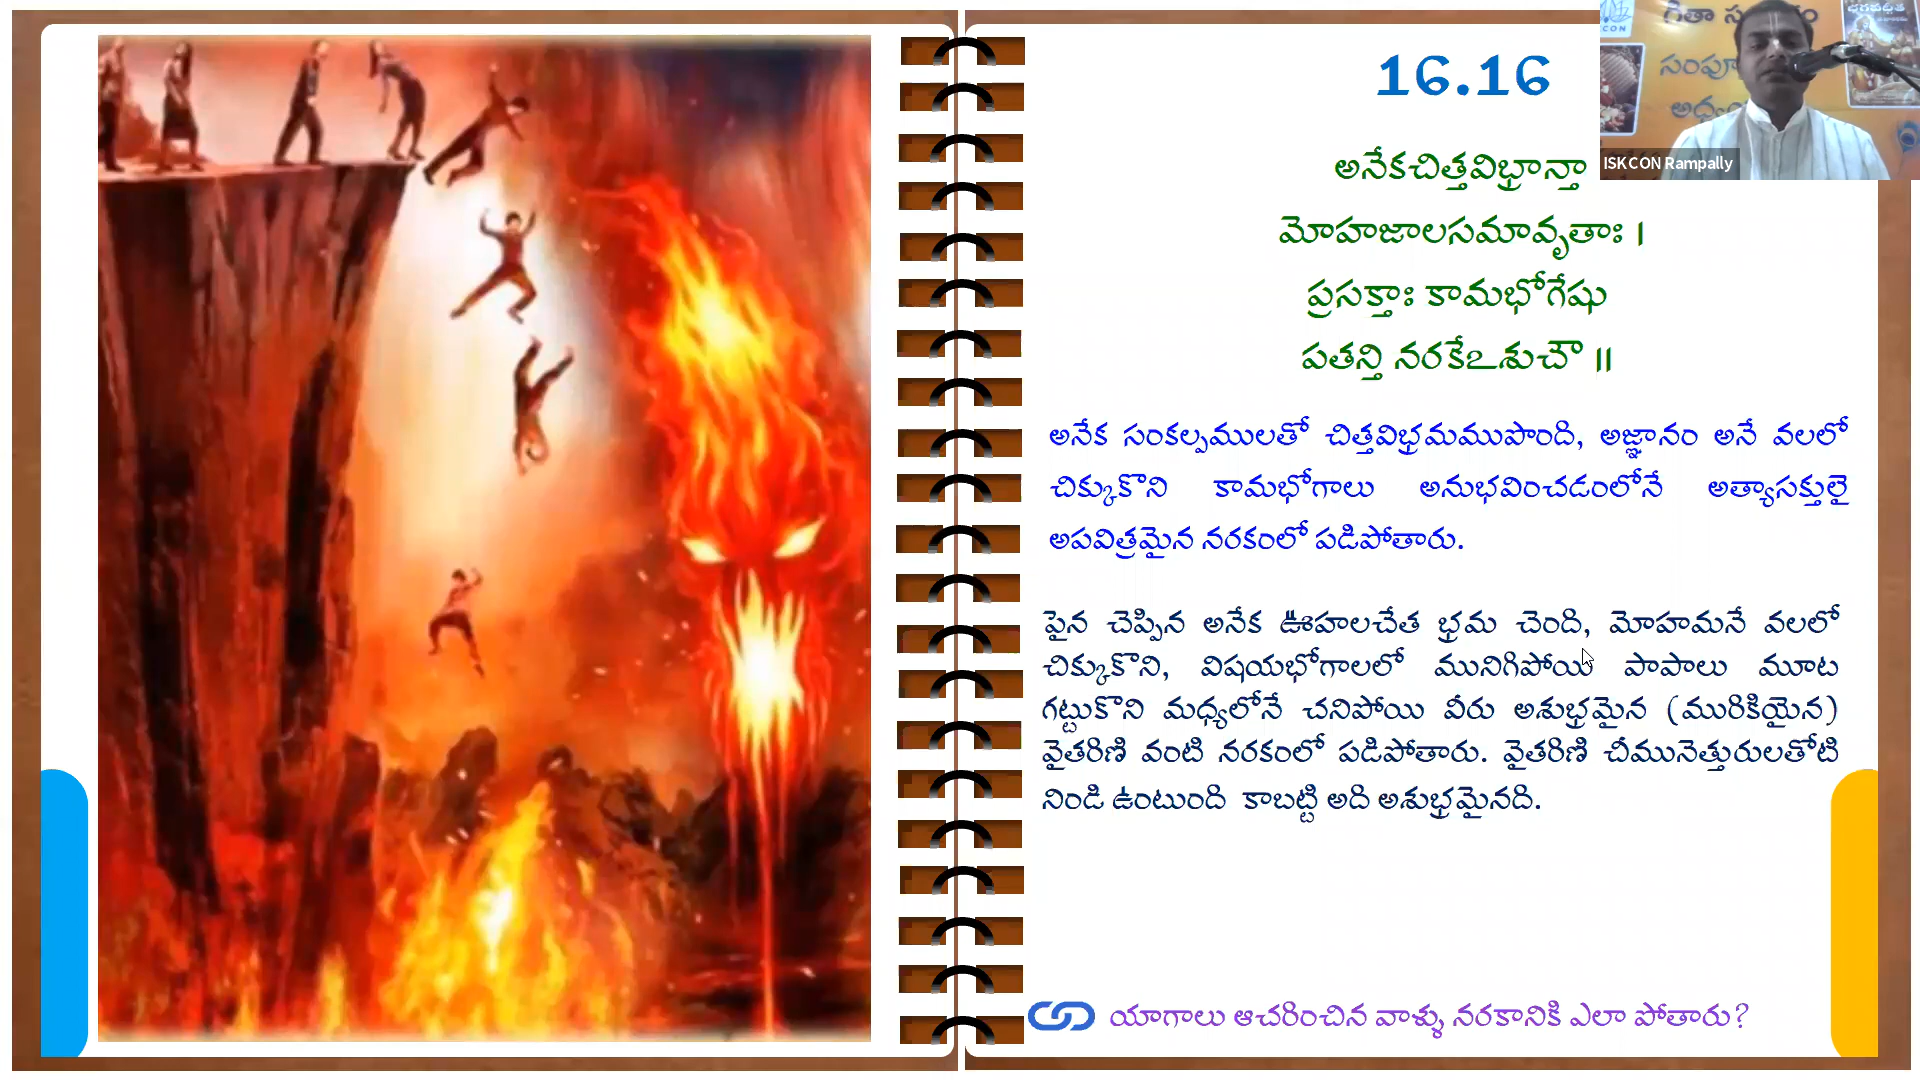 16.16
అనేకచిత్తవిభ్రాన్తా
మోహజాలసమావృతాః ।
ప్రసక్తాః కామభోగేషు
పతన్తి నరకేఽశుచౌ ॥
అనేక సంకల్పములతో చిత్తవిభ్రమముపొంది, అజ్ఞానం అనే వలలో
చిక్కుకొని కామభోగాలు అనుభవించడంలోనే అత్యాసక్తులై
అపవిత్రమైన నరకంలో పడిపోతారు.
పైన చెప్పిన అనేక ఊహలచేత భ్రమ చెంది, మోహమనే వలలో
చిక్కుకొని, విషయభోగాలలో మునిగిపోయి పాపాలు మూట
గట్టుకొని మధ్యలోనే చనిపోయి వీరు అశుభ్రమైన (మురికియైన)
వైతరిణి వంటి నరకంలో పడిపోతారు. వైతరిణి చీమునెత్తురులతోటి
నిండి ఉంటుంది కాబట్టి అది అశుభ్రమైనది.
యాగాలు ఆచరించిన వాళ్ళు నరకానికి ఎలా పోతారు?
గీతా
ISKCON Rampally